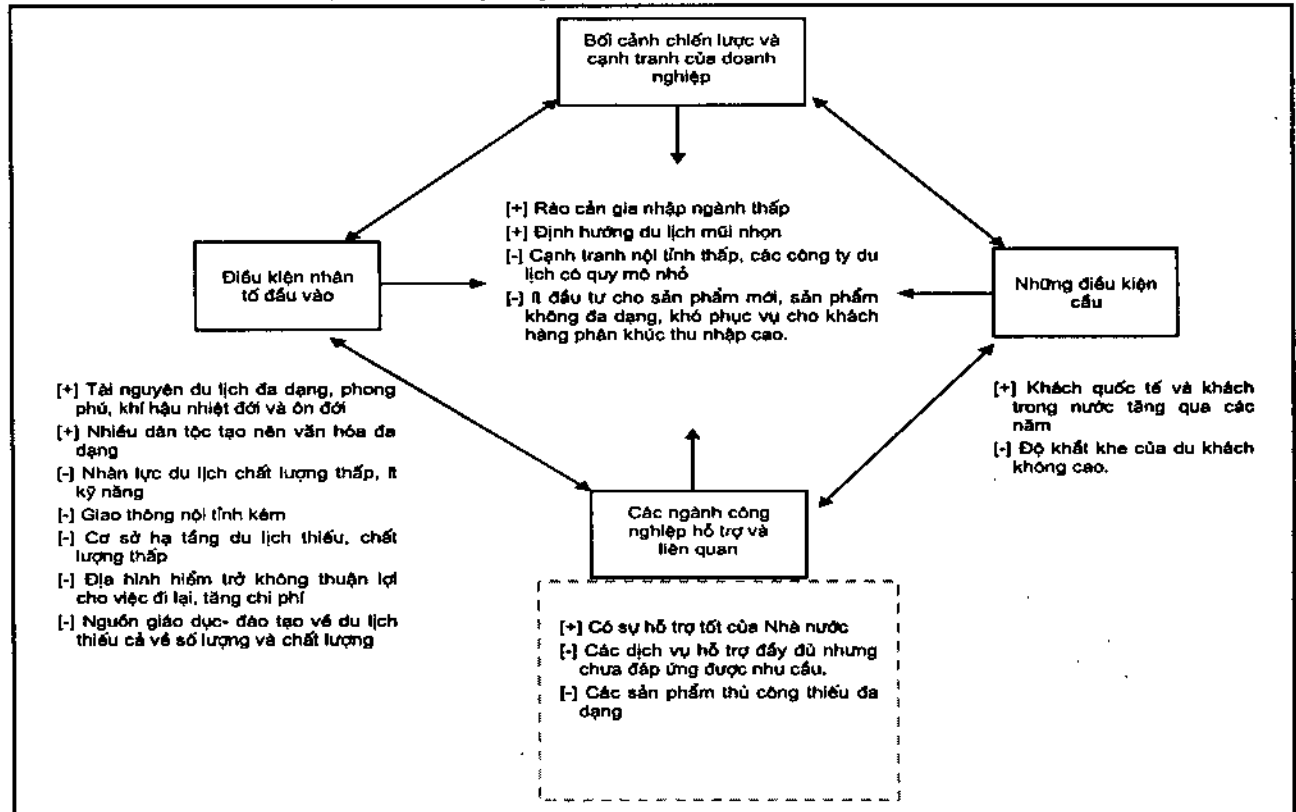 Bối cảnh chiến lược và
cạnh tranh của doanh
nghiệp
[+] Rào cản gia nhập ngành thấp
[+] Định hướng du lịch mũi nhọn
[-] Cạnh tranh nội tỉnh thấp, các công ty du
lịch có quy mô nhỏ
[-] Ít đầu tư cho sản phẩm mới, sản phẩm
không đa dạng, khó phục vụ cho khách
hàng phân khúc thu nhập cao.
Điều kiện nhân
tố đầu vào
Những điều kiện
cầu
[+] Tài nguyên du lịch đa dạng, phong
phú, khí hậu nhiệt đới và ôn đới
[+] Nhiều dân tộc tạo nên văn hóa đa
dạng
[-] Nhân lực du lịch chất lượng thấp, ít
kỹ năng
[-] Giao thông nội tỉnh kém
[-] Cơ sở hạ tầng du lịch thiếu, chất
lượng thấp
[-] Địa hình hiểm trở không thuận lợi
cho việc đi lại, tăng chi phí
[-] Nguồn giáo dục- đào tạo về du lịch
thiếu cả về số lượng và chất lượng
[+] Khách quốc tế và khách
trong nước tăng qua các
năm
[-] Độ khắt khe của du khách
không cao.
Các ngành công
nghiệp hỗ trợ và
liên quan
[+] Có sự hỗ trợ tốt của Nhà nước
[-] Các dịch vụ hỗ trợ đầy đủ nhưng
chưa đáp ứng được nhu cầu.
[-] Các sản phẩm thủ công thiếu đa
dạng